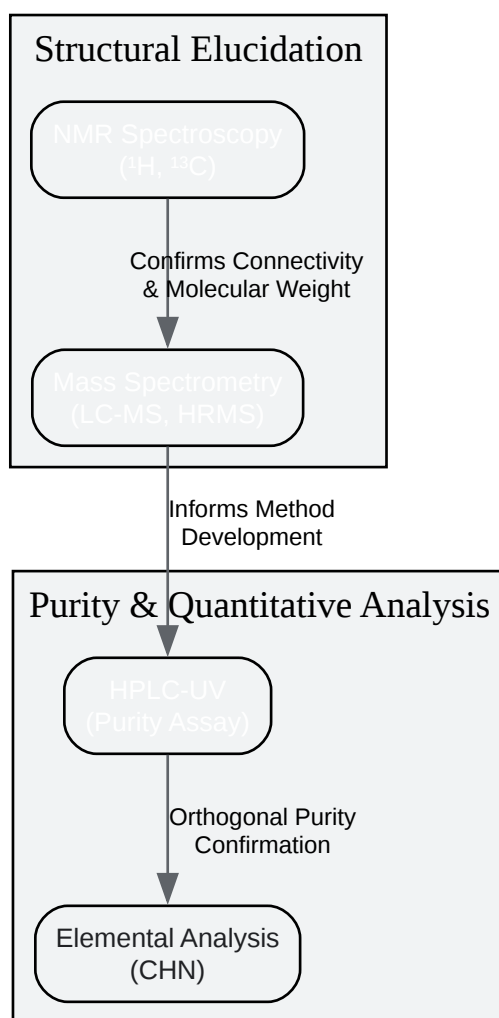 Structural Elucidation
NMR Spectroscopy
(¹H, ¹³C)
Confirms Connectivity
& Molecular Weight
Mass Spectrometry
(LC-MS, HRMS)
Informs Method
Development
Purity & Quantitative Analysis
HPLC-UV
(Purity Assay)
Orthogonal Purity
Confirmation
Elemental Analysis
(CHN)